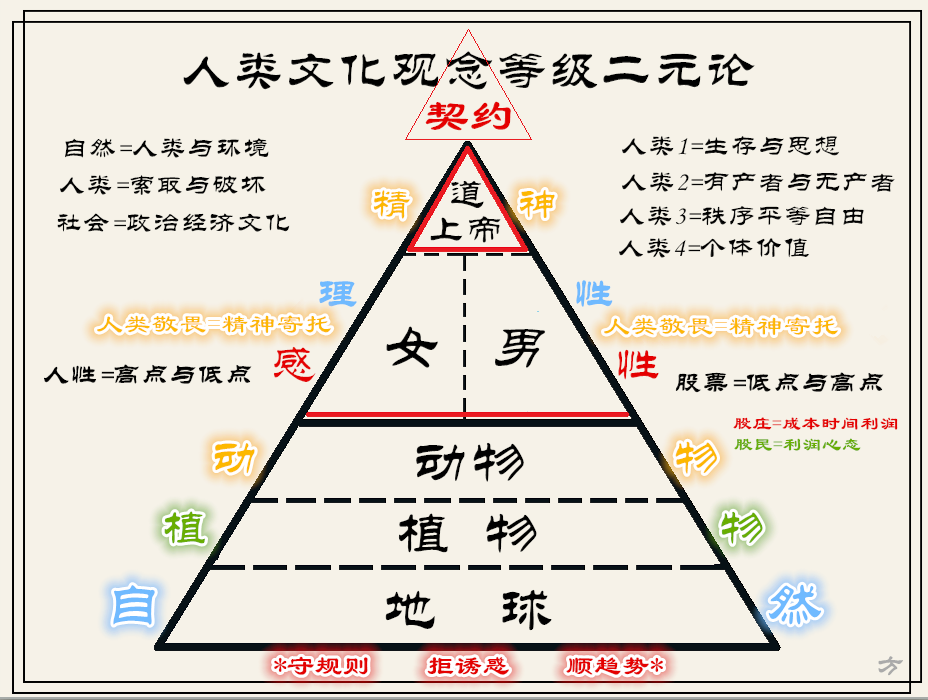 人类文化观念等级二元论
契约
自然=人类与环境
人类=索取与破坏
社会=政治经济文化
人类1=生存与思想
人类2=有产者与无产者
人类3=秩序平等自由
人类4=个体价值
精 神
道
上帝
理 性
人类敬畏=精神寄托
人类敬畏=精神寄托
女 男
感 性
人性=高点与低点
股票=低点与高点
股庄=成本时间利润
股民=利润心态
动 动物 物
植 植物 物
自 地球 然
*守规则 拒诱惑 顺趋势*
方